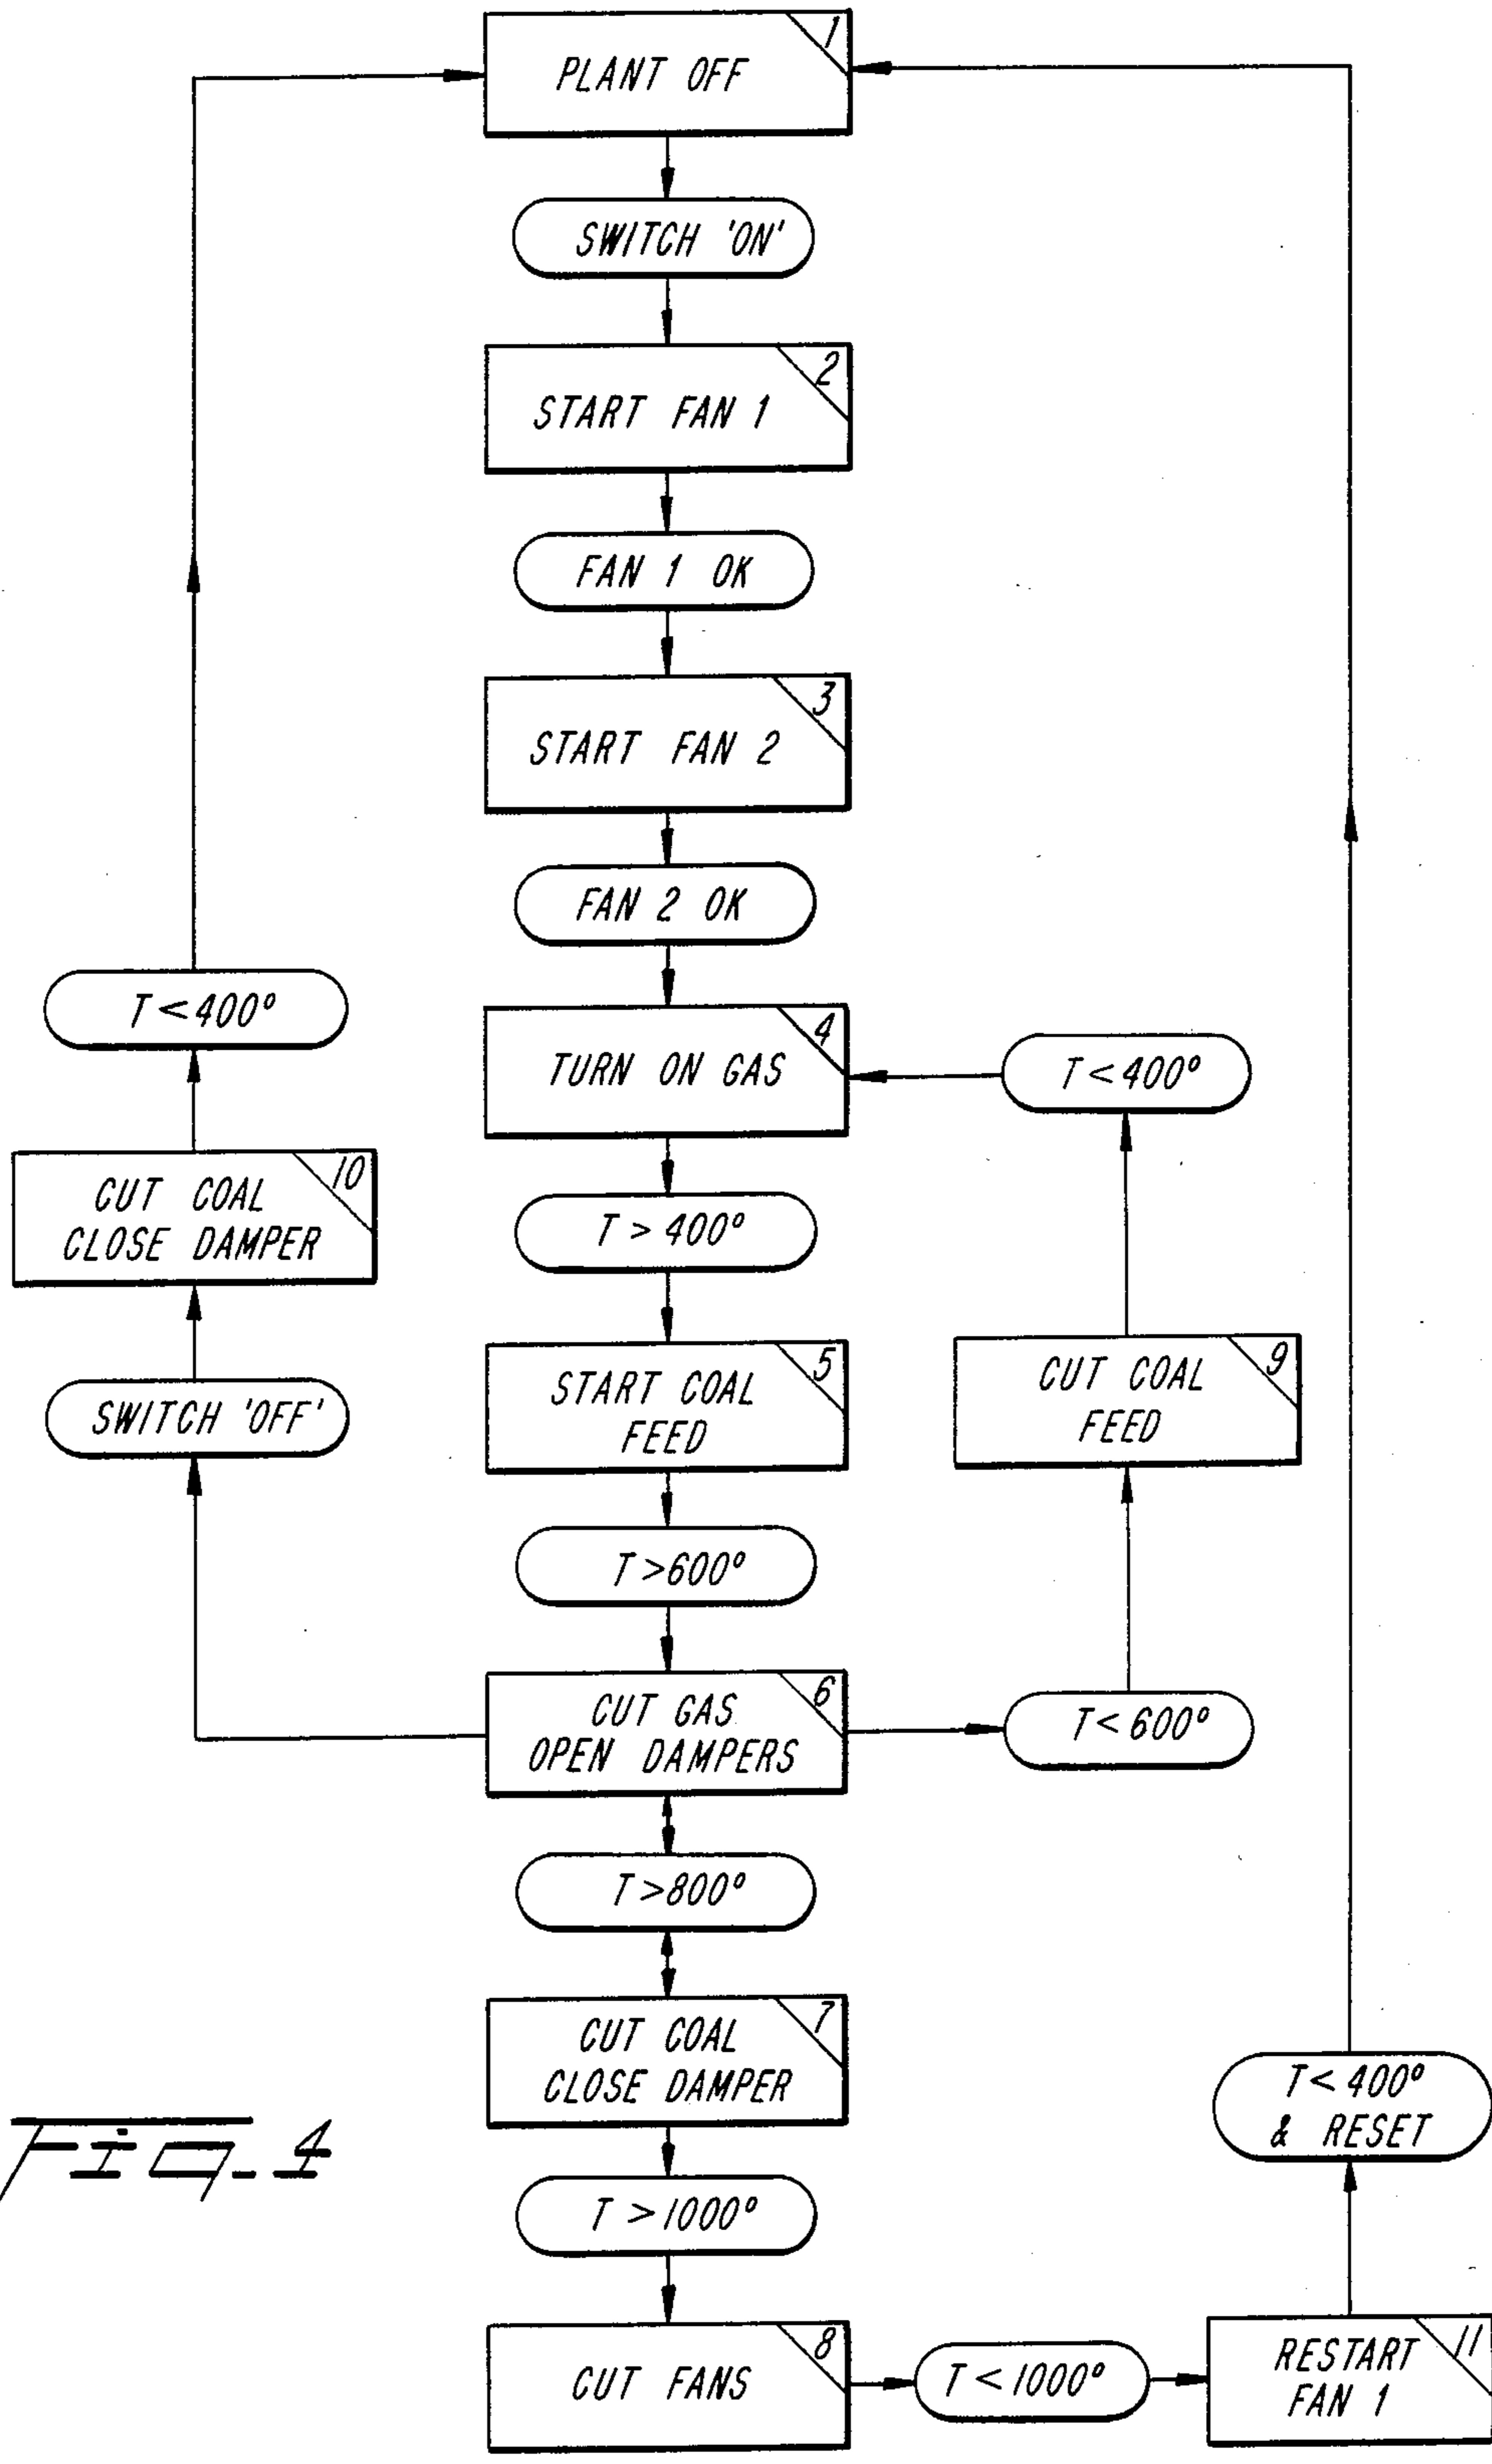 1
PLANT OFF
SWITCH 'ON'
2
START FAN 1
FAN 1 OK
3
START FAN 2
FAN 2 OK
T<400°
4
TURN ON GAS
T<400°
10
CUT COAL
CLOSE DAMPER
T>400°
SWITCH 'OFF'
5
START COAL
FEED
9
CUT COAL
FEED
T>600°
6
CUT GAS
OPEN DAMPERS
T<600°
T>800°
7
CUT COAL
CLOSE DAMPER
T<400°
& RESET
Fig. 4
T>1000°
8
CUT FANS
T<1000°
11
RESTART
FAN 1